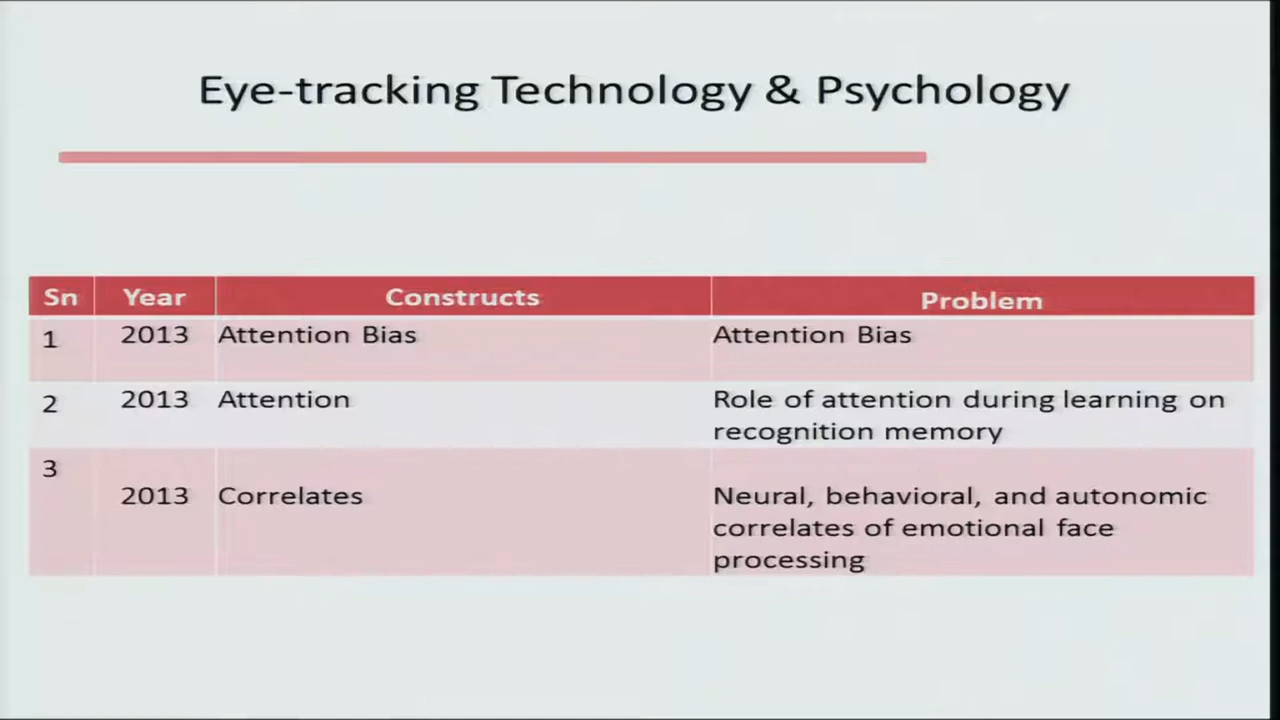 Eye-tracking Technology & Psychology
Sn Year Constructs Problem
1 2013 Attention Bias Attention Bias
2 2013 Attention Role of attention during learning on
recognition memory
3
2013 Correlates Neural, behavioral, and autonomic
correlates of emotional face
processing